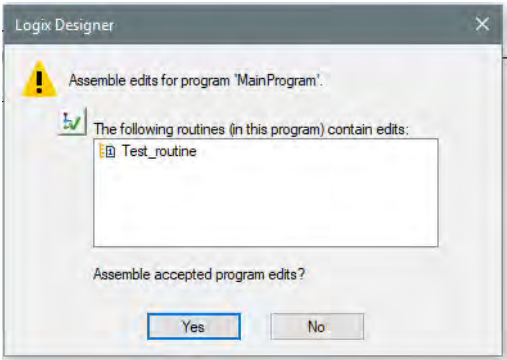 Logix Designer
Assemble edits for program 'MainProgram'.
The following routines (in this program) contain edits:
Test_routine
Assemble accepted program edits?
Yes
No